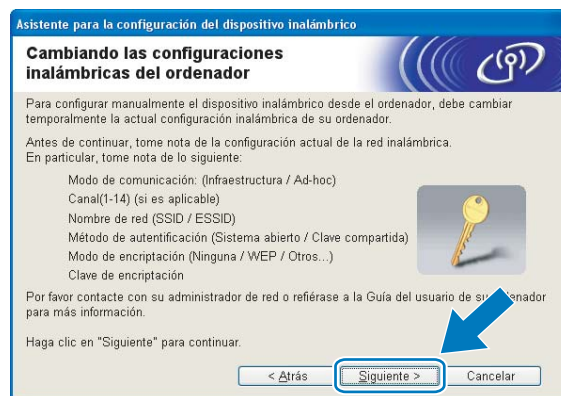 Asistente para la configuración del dispositivo inalámbrico
Cambiando las configuraciones
inalámbricas del ordenador
Para configurar manualmente el dispositivo inalámbrico desde el ordenador, debe cambiar
temporalmente la actual configuración inalámbrica de su ordenador.
Antes de continuar, tome nota de la configuración actual de la red inalámbrica.
En particular, tome nota de lo siguiente:
Modo de comunicación: (Infraestructura / Ad-hoc)
Canal(1-14) (si es aplicable)
Nombre de red (SSID / ESSID)
Método de autentificación (Sistema abierto / Clave compartida)
Modo de encriptación (Ninguna / WEP / Otros...)
Clave de encriptación
Por favor contacte con su administrador de red o refiérase a la Guía del usuario de su ordenador
para más información.
Haga clic en "Siguiente" para continuar.
< Atrás Siguiente > Cancelar